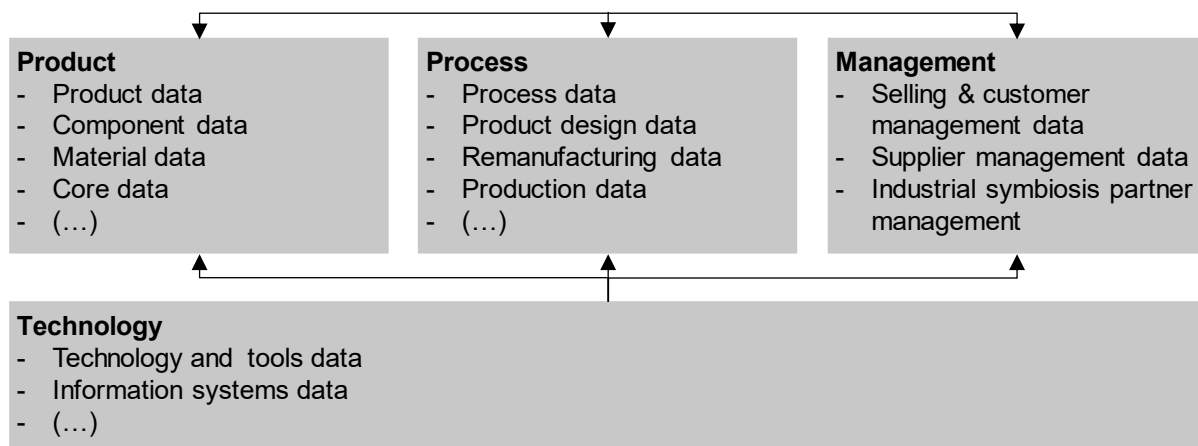 Product
- Product data
- Component data
- Material data
- Core data
- (…)
Process
- Process data
- Product design data
- Remanufacturing data
- Production data
- (…)
Management
- Selling & customer
management data
- Supplier management data
- Industrial symbiosis partner
management
Technology
- Technology and tools data
- Information systems data
- (…)